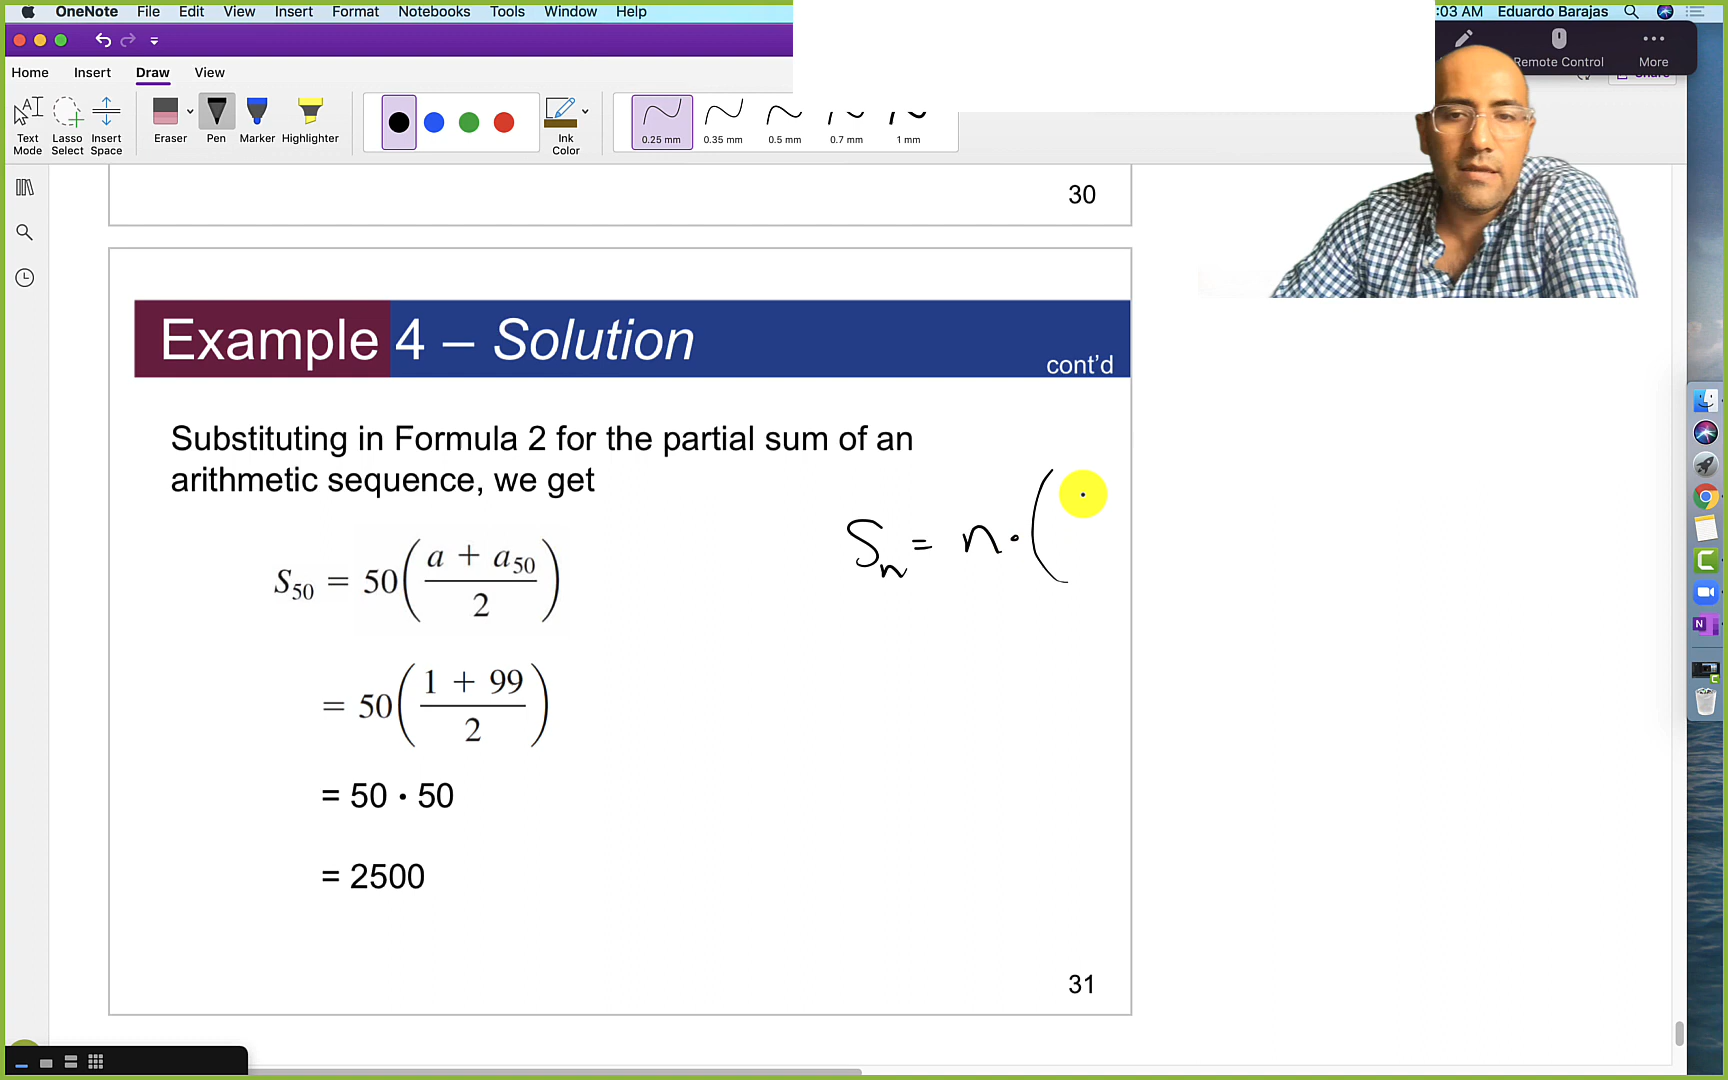 OneNote File Edit View Insert Format Notebooks Tools Window Help
:03 AM Eduardo Barajas
Remote Control More
Home Insert Draw View
Share
Text Mode
Lasso Select
Insert Space
Eraser
Pen
Marker
Highlighter
Ink Color
0.25 mm 0.35 mm 0.5 mm 0.7 mm 1 mm
30
Example 4 – Solution
cont'd
Substituting in Formula 2 for the partial sum of an
arithmetic sequence, we get
S₅₀ = 50((a + a₅₀)/2)
Sₙ = n·(
= 50((1 + 99)/2)
= 50 · 50
= 2500
31